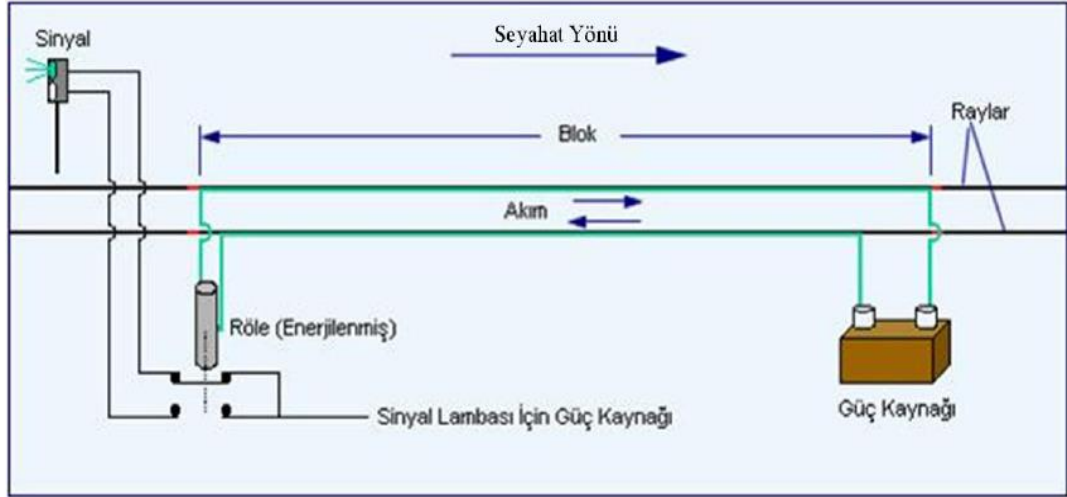 Seyahat Yönü
Sinyal
Raylar
Blok
Akım
Röle (Enerjilenmiş)
Güç Kaynağı
Sinyal Lambası İçin Güç Kaynağı